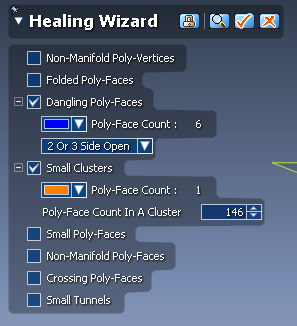 Healing Wizard
Non-Manifold Poly-Vertices
Folded Poly-Faces
Dangling Poly-Faces
Poly-Face Count : 6
2 Or 3 Side Open
Small Clusters
Poly-Face Count : 1
Poly-Face Count In A Cluster 146
Small Poly-Faces
Non-Manifold Poly-Faces
Crossing Poly-Faces
Small Tunnels